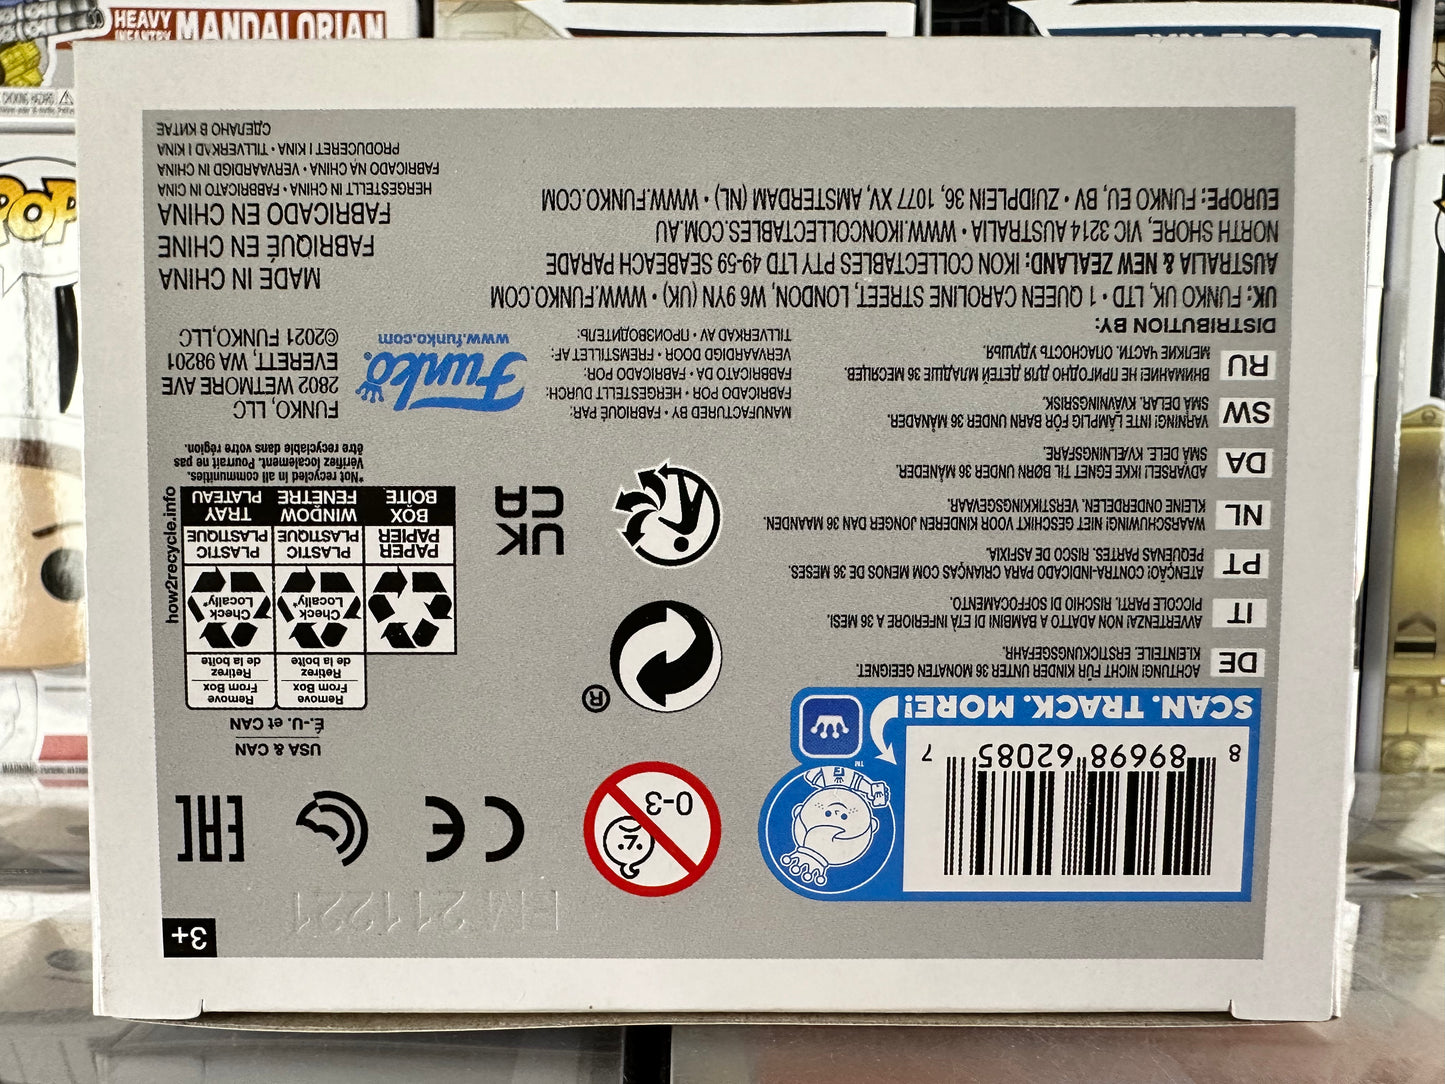 HEAVY
INFANTRY MANDALORIAN
3+
HM 211221
8 89698 62085 7
SCAN. TRACK. MORE!
TM
0-3
CE
EAC
USA & CAN
É.-U. et CAN
Remove
From Box
Retirez
de la boîte
Remove
From Box
Retirez
de la boîte
Check
Locally*
Check
Locally*
PAPER
PAPIER
BOX
BOÎTE
PLASTIC
PLASTIQUE
WINDOW
FENÊTRE
PLASTIC
PLASTIQUE
TRAY
PLATEAU
how2recycle.info
*Not recycled in all communities.
Vérifiez localement. Pourrait ne pas
être recyclable dans votre région.
®
UK
CA
DE ACHTUNG! NICHT FÜR KINDER UNTER 36 MONATEN GEEIGNET.
KLEINTEILE. ERSTICKUNGSGEFAHR.
IT AVVERTENZA! NON ADATTO A BAMBINI DI ETÀ INFERIORE A 36 MESI.
PICCOLE PARTI. RISCHIO DI SOFFOCAMENTO.
PT ATENÇÃO! CONTRA-INDICADO PARA CRIANÇAS COM MENOS DE 36 MESES.
PEQUENAS PARTES. RISCO DE ASFIXIA.
NL WAARSCHUWING! NIET GESCHIKT VOOR KINDEREN JONGER DAN 36 MAANDEN.
KLEINE ONDERDELEN. VERSTIKKINGSGEVAAR.
DA ADVARSEL! IKKE EGNET TIL BØRN UNDER 36 MÅNEDER.
SMÅ DELE. KVÆLNINGSFARE.
SW VARNING! INTE LÄMPLIG FÖR BARN UNDER 36 MÅNADER.
SMÅ DELAR. KVÄVNINGSRISK.
RU ВНИМАНИЕ! НЕ ПРИГОДНО ДЛЯ ДЕТЕЙ МЛАДШЕ 36 МЕСЯЦЕВ.
МЕЛКИЕ ЧАСТИ. ОПАСНОСТЬ УДУШЬЯ.
MANUFACTURED BY • FABRIQUÉ PAR:
FABRICADO POR • HERGESTELLT DURCH:
FABRICATO DA • FABRICADO POR:
VERVAARDIGD DOOR • FREMSTILLET AF:
TILLVERKAD AV • ПРОИЗВОДИТЕЛЬ:
Funko®
www.funko.com
FUNKO, LLC
2802 WETMORE AVE
EVERETT, WA 98201
©2021 FUNKO,LLC
DISTRIBUTION BY:
UK: FUNKO UK, LTD • 1 QUEEN CAROLINE STREET, LONDON, W6 9YN (UK) • WWW.FUNKO.COM
AUSTRALIA & NEW ZEALAND: IKON COLLECTABLES PTY LTD 49-59 SEABEACH PARADE
NORTH SHORE, VIC 3214 AUSTRALIA • WWW.IKONCOLLECTABLES.COM.AU
EUROPE: FUNKO EU, BV • ZUIDPLEIN 36, 1077 XV, AMSTERDAM (NL) • WWW.FUNKO.COM
MADE IN CHINA
FABRIQUÉ EN CHINE
FABRICADO EN CHINA
HERGESTELLT IN CHINA • FABBRICATO IN CINA
FABRICADO NA CHINA • VERVAARDIGD IN CHINA
PRODUCERET I KINA • TILLVERKAD I KINA
СДЕЛАНО В КИТАЕ
POP
WARNING: